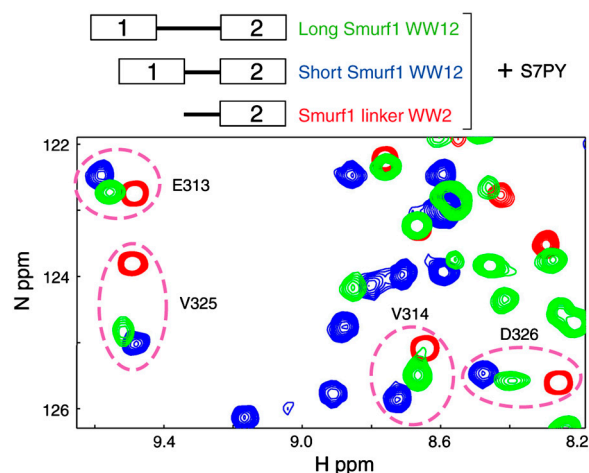 1 2 Long Smurf1 WW12
1 2 Short Smurf1 WW12
+ S7PY
2 Smurf1 linker WW2
122
E313
124
V325
V314
D326
126
N ppm
9.4 9.0 8.6 8.2
H ppm